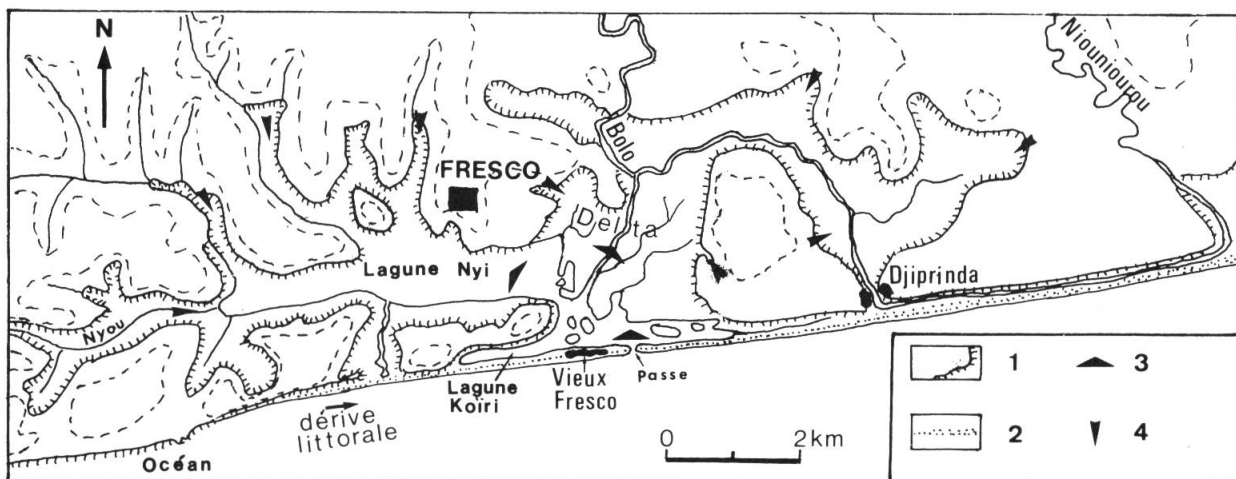 N
Niouniourou
Bolo
FRESCO
Delta
Lagune Nyi
Djiprinda
Nyou
Lagune
Koïri
Vieux
Fresco
Passe
dérive
littorale
Océan
0 2km
1 3
2 4